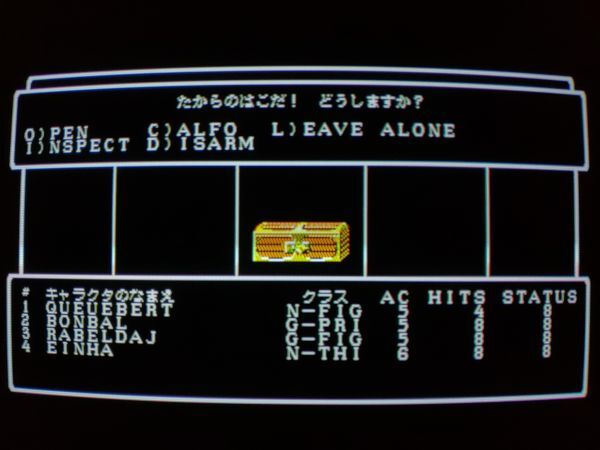 たからのはこだ! どうしますか?
O)PEN C)ALFO L)EAVE ALONE
I)NSPECT D)ISARM
# キャラクタのなまえ クラス AC HITS STATUS
1 QUEUEBERT N-FIG 5 4 8
2 BONBAL G-PRI 5 8 8
3 RABELDAJ G-FIG 5 8 8
4 EINHA N-THI 6 8 8